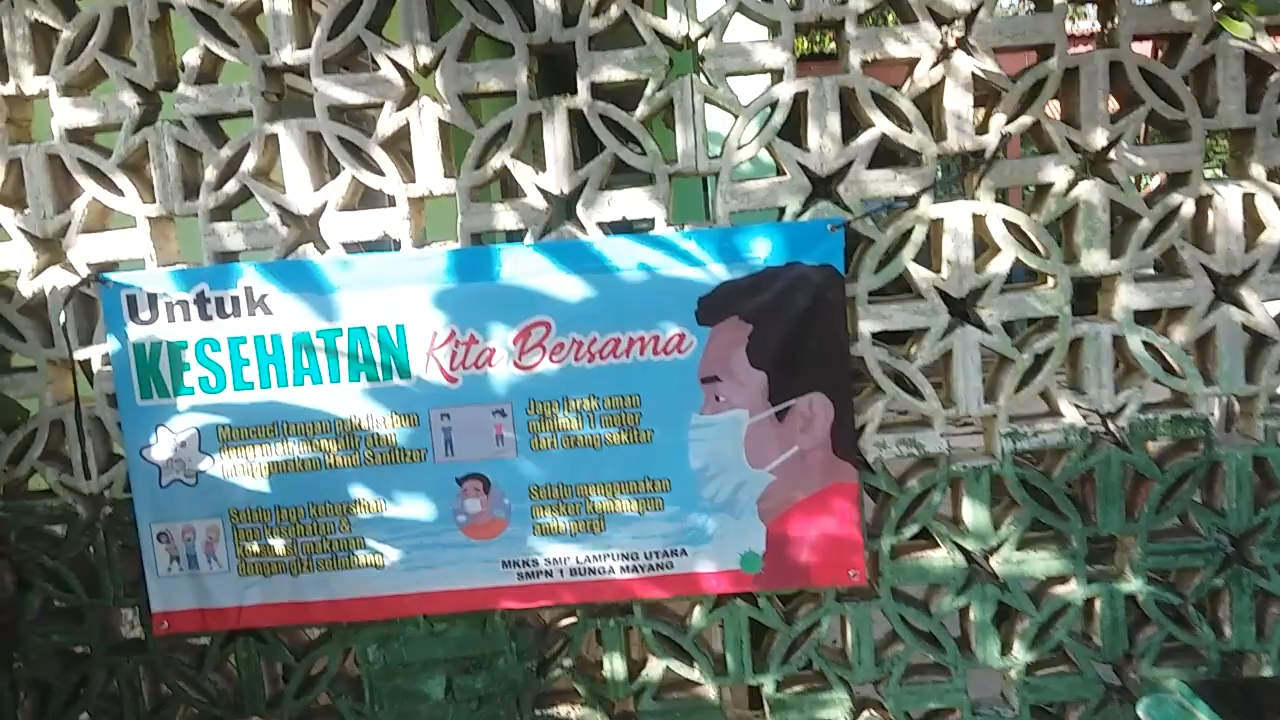 Untuk
KESEHATAN Kita Bersama
Mencuci tangan pakai sabun
dengan air mengalir atau
menggunakan Hand Sanitizer
Jaga jarak aman
minimal 1 meter
dari orang sekitar
Selalu jaga kebersihan
jaga kesehatan &
konsumsi makanan
dengan gizi seimbang
Selalu menggunakan
masker kemanapun
anda pergi
MKKS SMP LAMPUNG UTARA
SMPN 1 BUNGA MAYANG